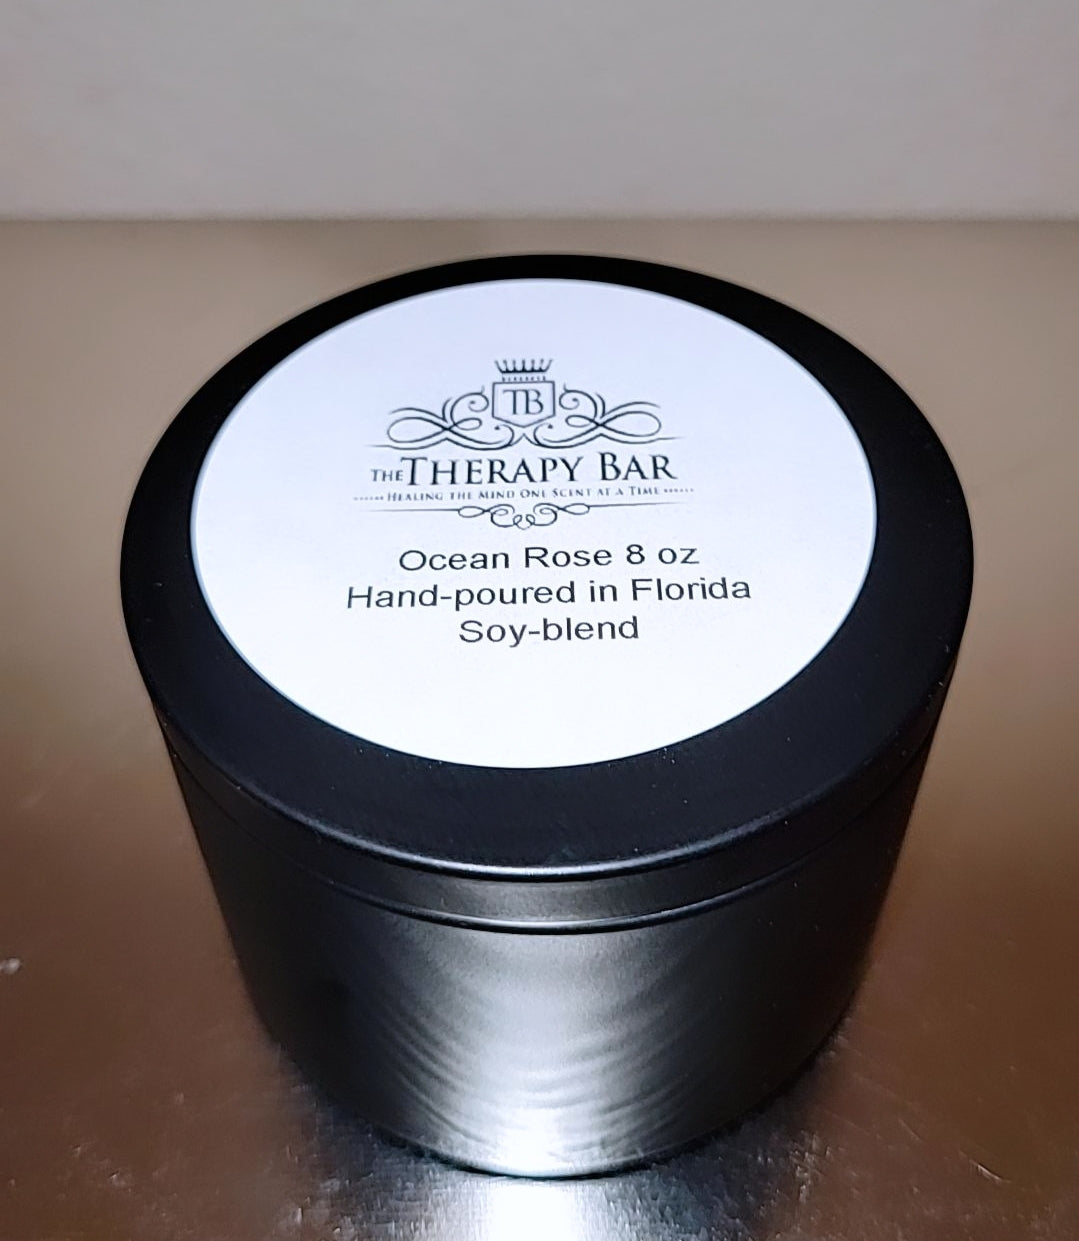 TB
THE THERAPY BAR
HEALING THE MIND ONE SCENT AT A TIME
Ocean Rose 8 oz
Hand-poured in Florida
Soy-blend